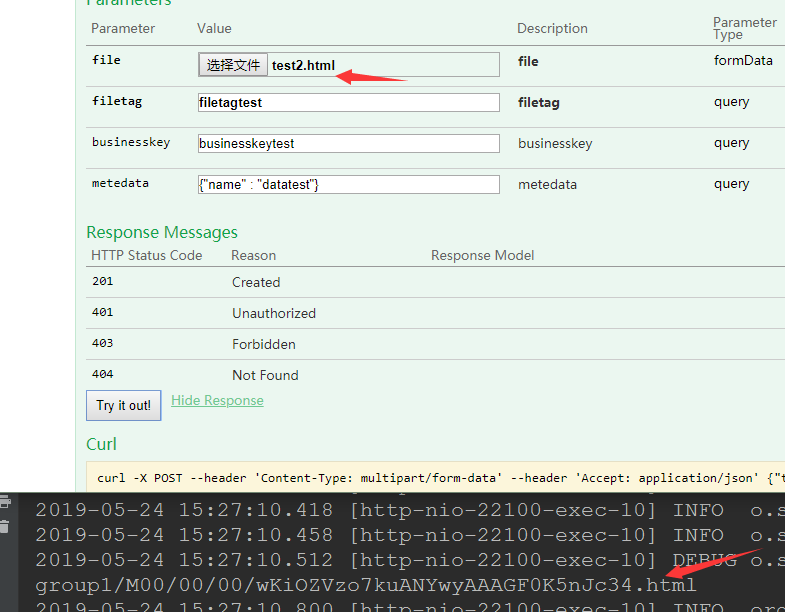 Parameters
Parameter Value Description Parameter Type
file 选择文件 test2.html file formData
filetag filetagtest filetag query
businesskey businesskeytest businesskey query
metedata {"name" : "datatest"} metedata query
Response Messages
HTTP Status Code Reason Response Model
201 Created
401 Unauthorized
403 Forbidden
404 Not Found
Try it out! Hide Response
Curl
curl -X POST --header 'Content-Type: multipart/form-data' --header 'Accept: application/json' {"t
2019-05-24 15:27:10.418 [http-nio-22100-exec-10] INFO o.s
2019-05-24 15:27:10.458 [http-nio-22100-exec-10] INFO o.s
2019-05-24 15:27:10.512 [http-nio-22100-exec-10] DEBUG o.s
group1/M00/00/00/wKiOZVzo7kuANYwyAAAGF0K5nJc34.html
2019-05-24 15:27:10.800 [http-nio-22100-exec-10] INFO org